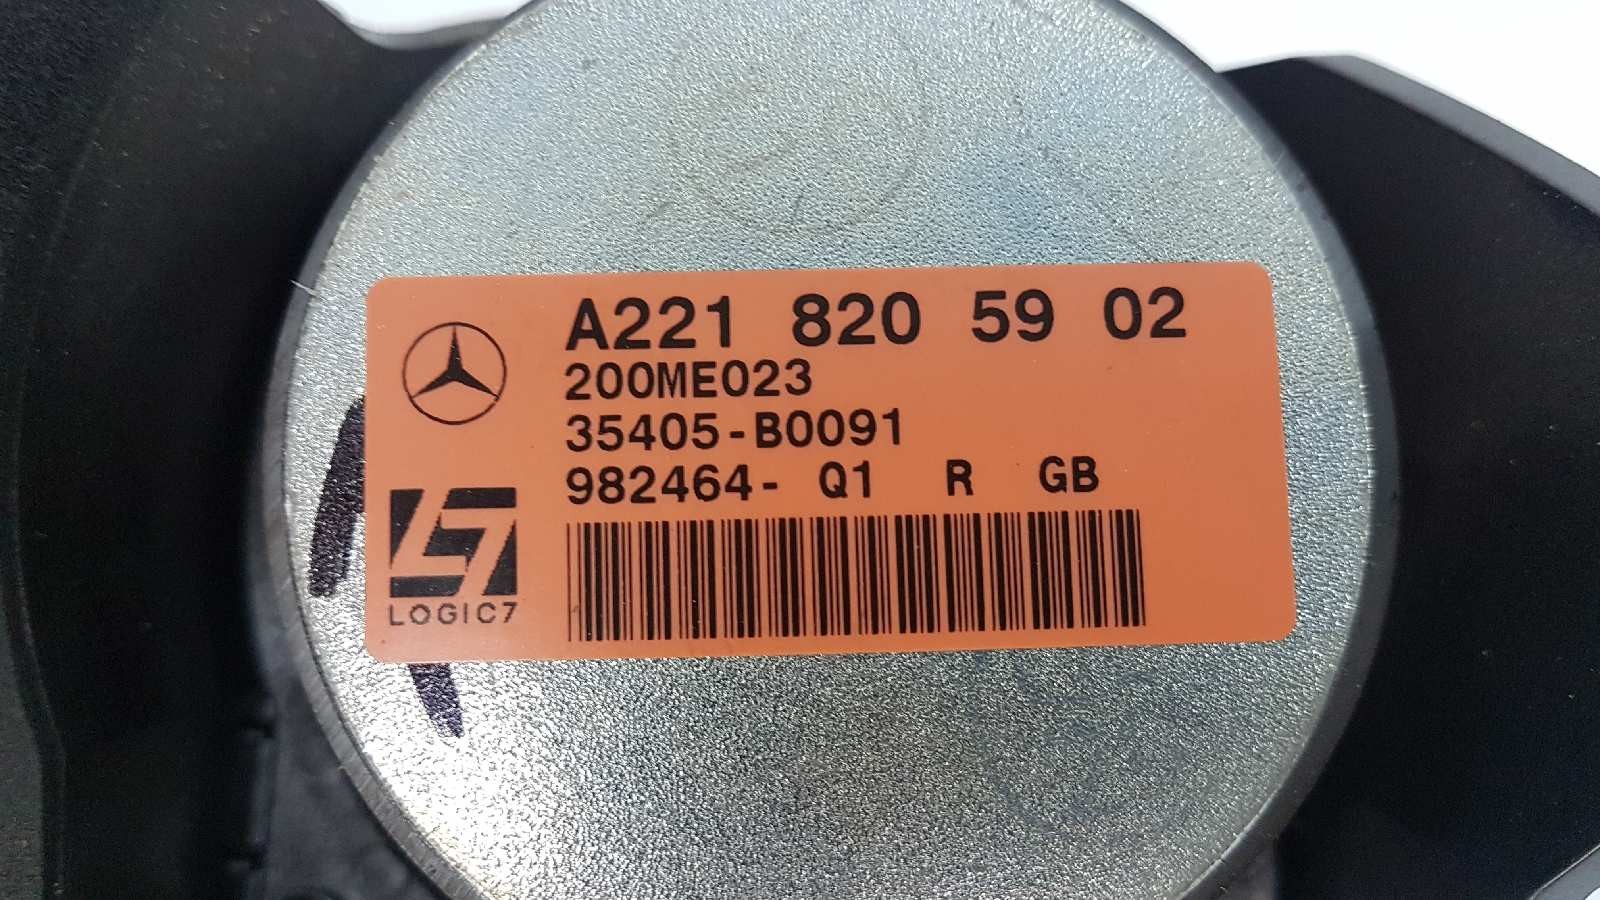 A221 820 59 02
200ME023
35405-B0091
982464- Q1 R GB
LOGIC7